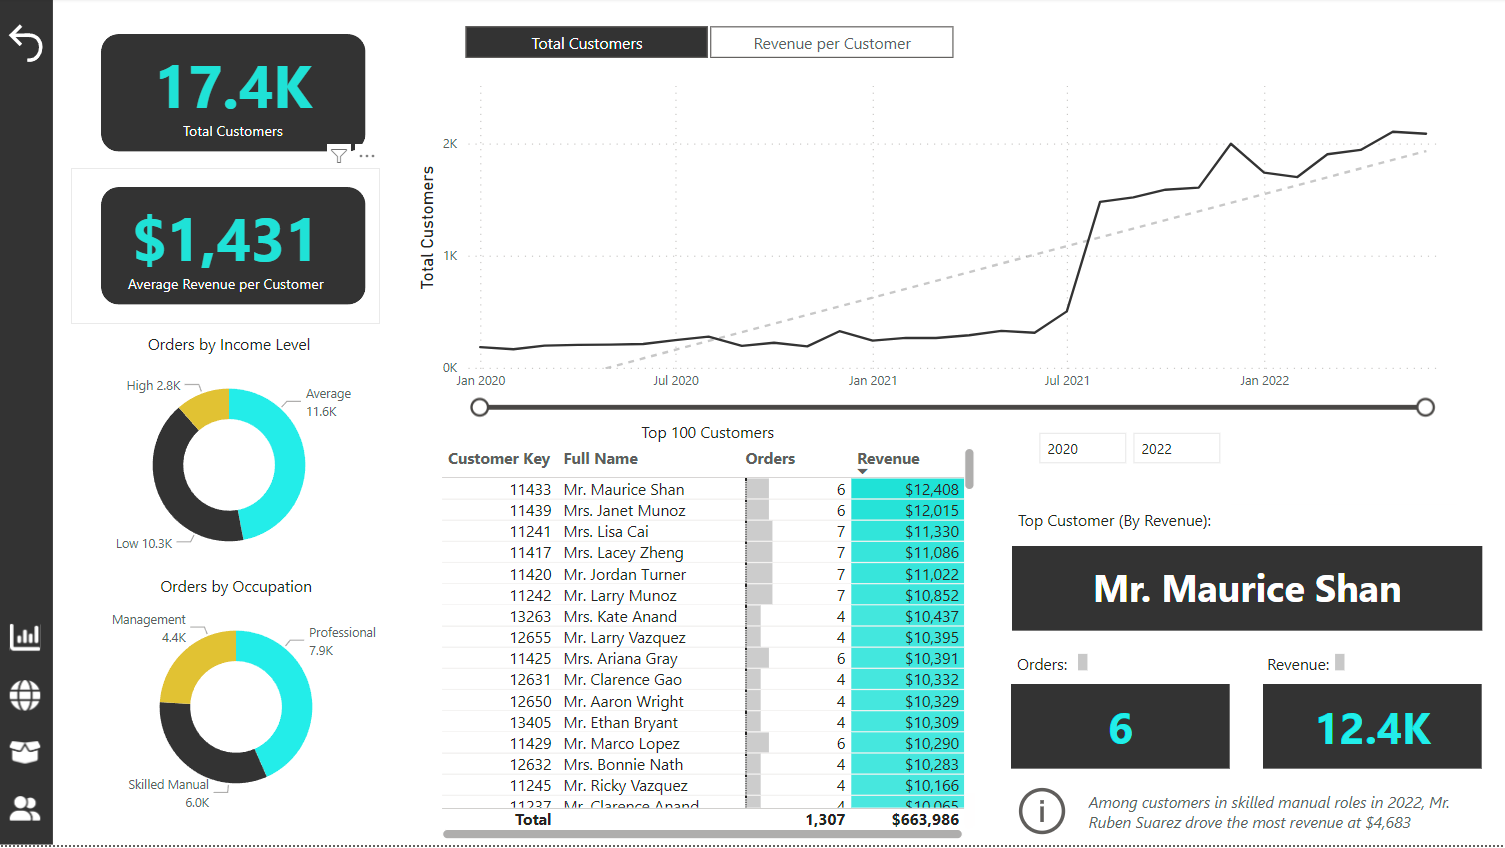 17.4K
Total Customers
$1,431
Average Revenue per Customer
Orders by Income Level
High 2.8K
Average
11.6K
Low 10.3K
Orders by Occupation
Management
4.4K
Professional
7.9K
Skilled Manual
6.0K
Total Customers Revenue per Customer
Total Customers
2K
1K
0K
Jan 2020 Jul 2020 Jan 2021 Jul 2021 Jan 2022
Top 100 Customers
Customer Key Full Name Orders Revenue
11433 Mr. Maurice Shan 6 $12,408
11439 Mrs. Janet Munoz 6 $12,015
11241 Mrs. Lisa Cai 7 $11,330
11417 Mrs. Lacey Zheng 7 $11,086
11420 Mr. Jordan Turner 7 $11,022
11242 Mr. Larry Munoz 7 $10,852
13263 Mrs. Kate Anand 4 $10,437
12655 Mr. Larry Vazquez 4 $10,395
11425 Mrs. Ariana Gray 6 $10,391
12631 Mr. Clarence Gao 4 $10,332
12650 Mr. Aaron Wright 4 $10,329
13405 Mr. Ethan Bryant 4 $10,309
11429 Mr. Marco Lopez 6 $10,290
12632 Mrs. Bonnie Nath 4 $10,283
11245 Mr. Ricky Vazquez 4 $10,166
11237 Mr. Clarence Anand 4 $10,065
Total 1,307 $663,986
2020 2022
Top Customer (By Revenue):
Mr. Maurice Shan
Orders:
6
Revenue:
12.4K
Among customers in skilled manual roles in 2022, Mr.
Ruben Suarez drove the most revenue at $4,683